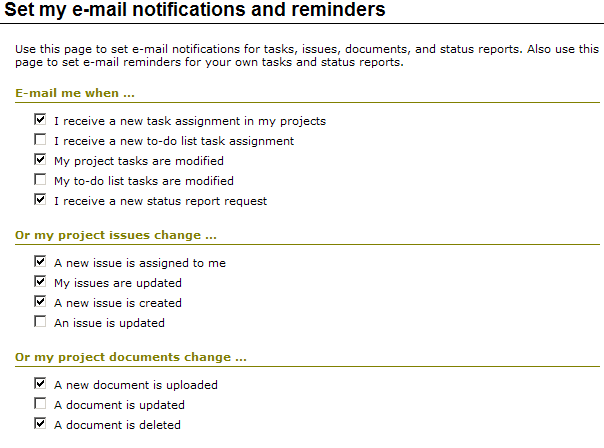 Set my e-mail notifications and reminders
Use this page to set e-mail notifications for tasks, issues, documents, and status reports. Also use this
page to set e-mail reminders for your own tasks and status reports.
E-mail me when ...
I receive a new task assignment in my projects
I receive a new to-do list task assignment
My project tasks are modified
My to-do list tasks are modified
I receive a new status report request
Or my project issues change ...
A new issue is assigned to me
My issues are updated
A new issue is created
An issue is updated
Or my project documents change ...
A new document is uploaded
A document is updated
A document is deleted